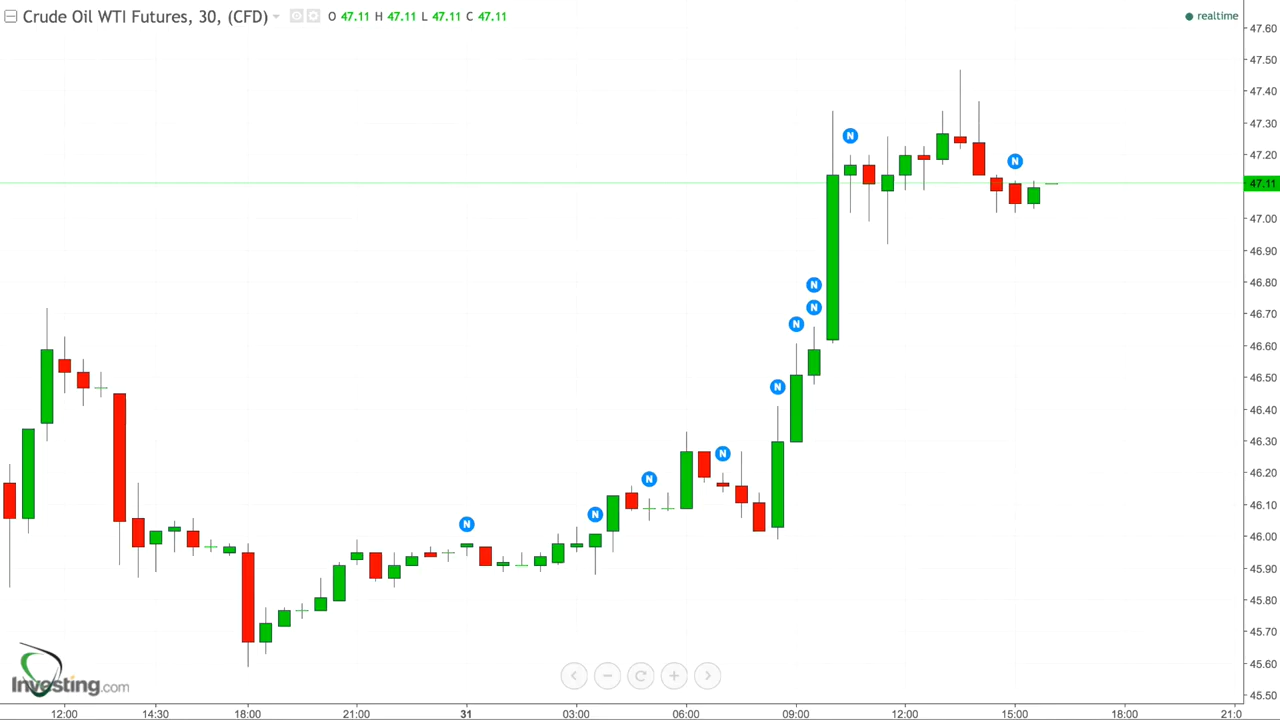 Crude Oil WTI Futures, 30, (CFD) O 47.11 H 47.11 L 47.11 C 47.11
realtime
47.60
47.50
47.40
47.30
47.20
47.11
47.00
46.90
46.80
46.70
46.60
46.50
46.40
46.30
46.20
46.10
46.00
45.90
45.80
45.70
45.60
45.50
N
N
N
N
N
N
N
N
N
N
N
Investing.com
12:00 14:30 18:00 21:00 31 03:00 06:00 09:00 12:00 15:00 18:00 21:0